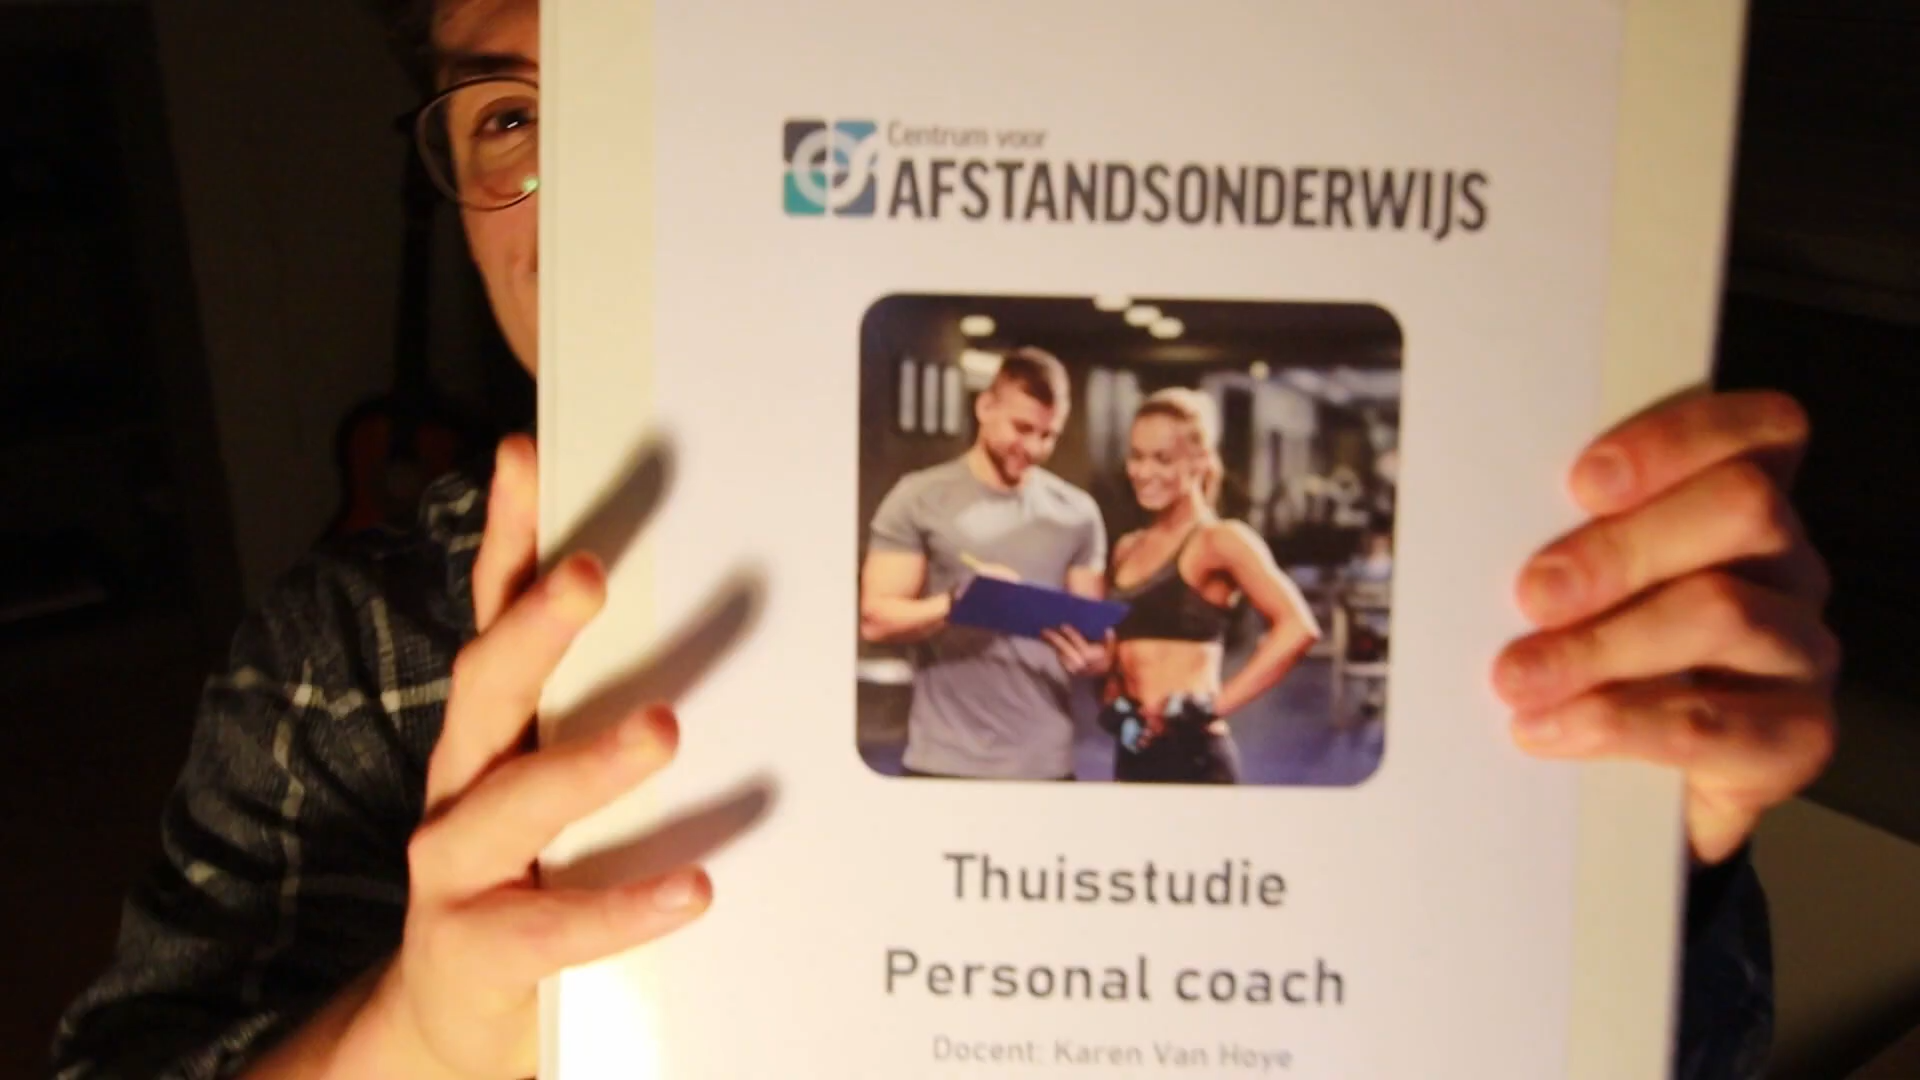 Centrum voor
AFSTANDSONDERWIJS
Thuisstudie
Personal coach
Docent: Karen Van Hoye